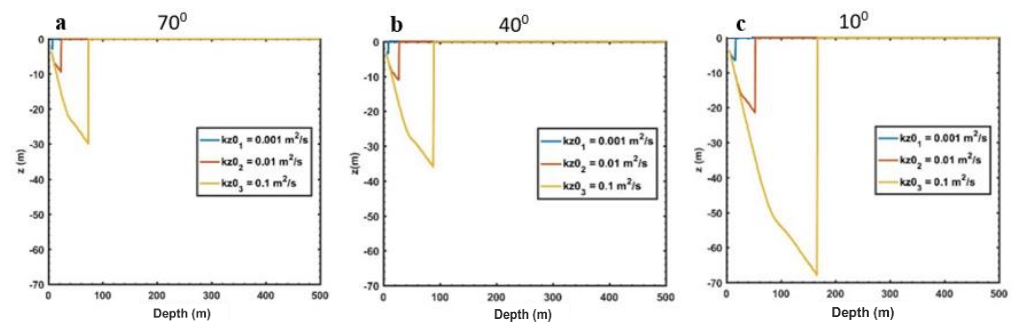 a 70⁰
0
-10
-20
-30
-40
-50
-60
-70
z (m)
kz0₁ = 0.001 m²/s
kz0₂ = 0.01 m²/s
kz0₃ = 0.1 m²/s
0 100 200 300 400 500
Depth (m)
b 40⁰
0
-10
-20
-30
-40
-50
-60
-70
z(m)
kz0₁ = 0.001 m²/s
kz0₂ = 0.01 m²/s
kz0₃ = 0.1 m²/s
0 100 200 300 400 500
Depth (m)
c 10⁰
0
-10
-20
-30
-40
-50
-60
-70
z (m)
kz0₁ = 0.001 m²/s
kz0₂ = 0.01 m²/s
kz0₃ = 0.1 m²/s
0 100 200 300 400 500
Depth (m)